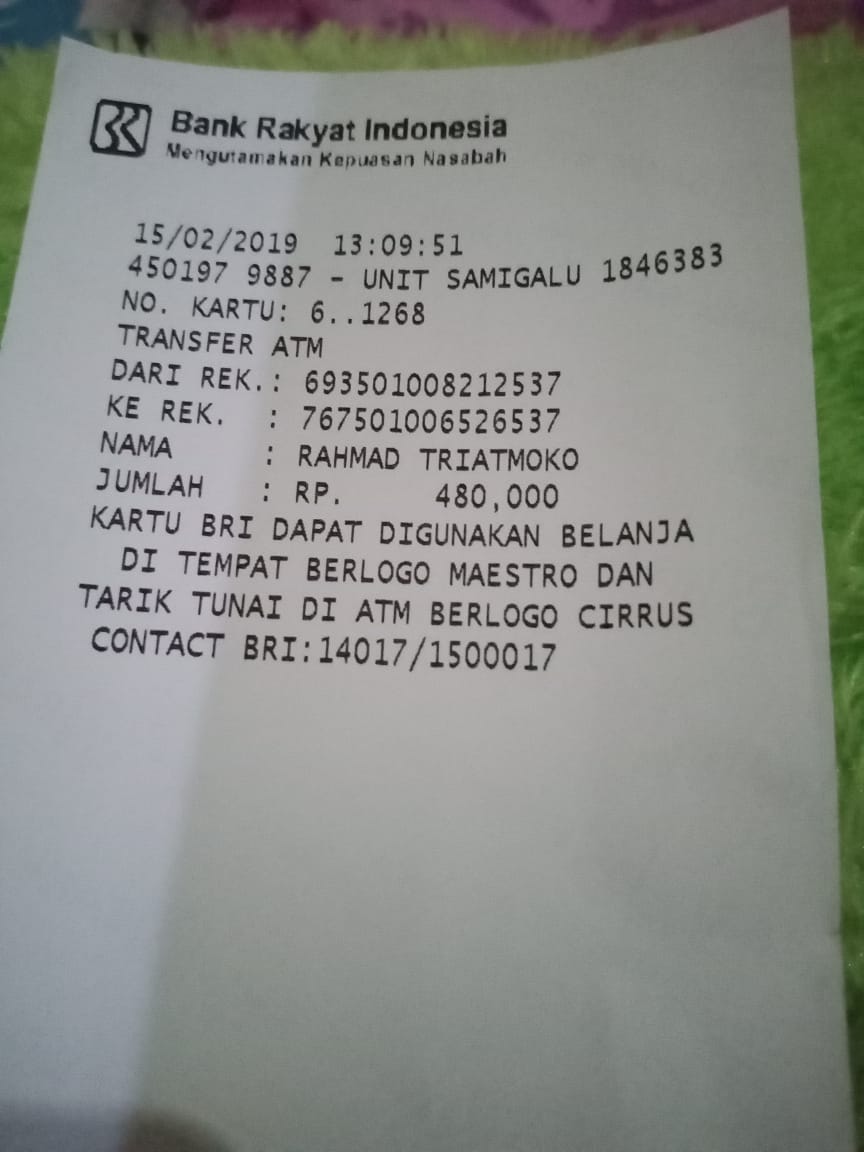 Bank Rakyat Indonesia
Mengutamakan Kepuasan Nasabah
15/02/2019 13:09:51
450197 9887 - UNIT SAMIGALU 1846383
NO. KARTU: 6..1268
TRANSFER ATM
DARI REK.: 693501008212537
KE REK. : 767501006526537
NAMA : RAHMAD TRIATMOKO
JUMLAH : RP. 480,000
KARTU BRI DAPAT DIGUNAKAN BELANJA
DI TEMPAT BERLOGO MAESTRO DAN
TARIK TUNAI DI ATM BERLOGO CIRRUS
CONTACT BRI:14017/1500017